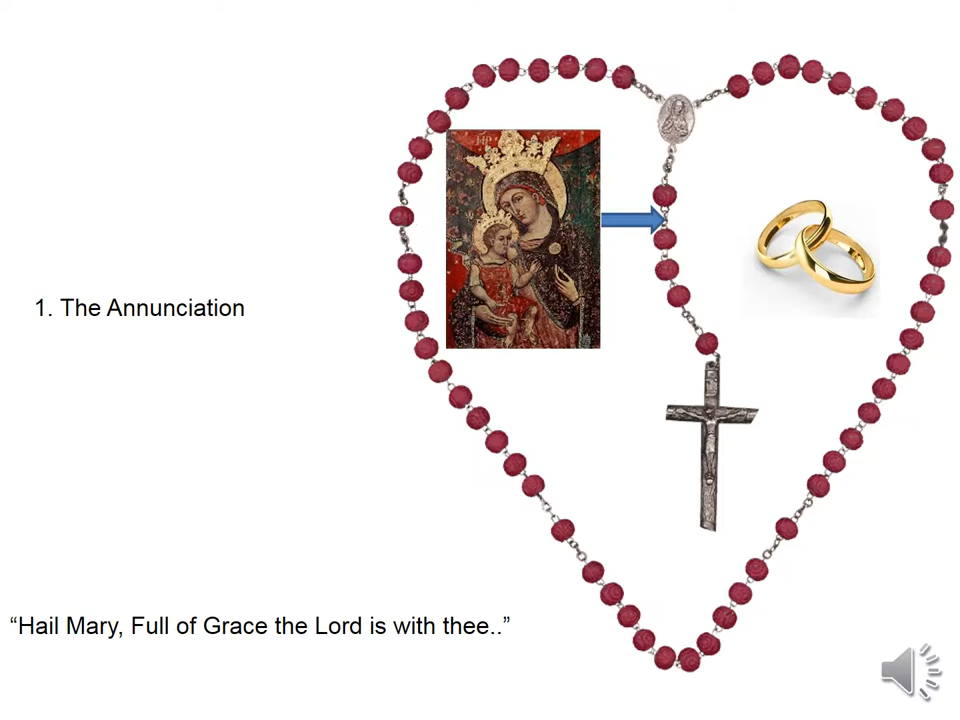 1. The Annunciation
“Hail Mary, Full of Grace the Lord is with thee..”